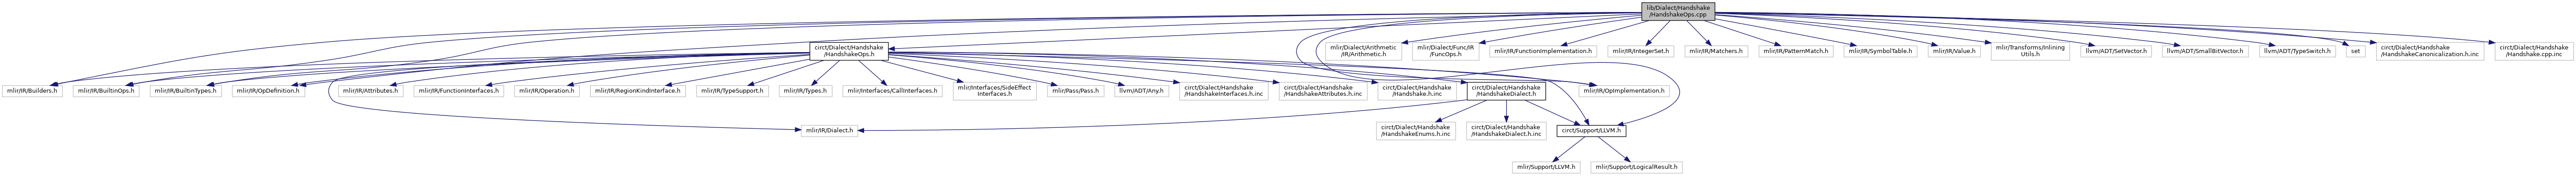 lib/Dialect/Handshake
/HandshakeOps.cpp
circt/Dialect/Handshake
/HandshakeOps.h
mlir/Dialect/Arithmetic
/IR/Arithmetic.h
mlir/Dialect/Func/IR
/FuncOps.h
mlir/IR/FunctionImplementation.h
mlir/IR/IntegerSet.h
mlir/IR/Matchers.h
mlir/IR/PatternMatch.h
mlir/IR/SymbolTable.h
mlir/IR/Value.h
mlir/Transforms/Inlining
Utils.h
llvm/ADT/SetVector.h
llvm/ADT/SmallBitVector.h
llvm/ADT/TypeSwitch.h
set
circt/Dialect/Handshake
/HandshakeCanonicalization.h.inc
circt/Dialect/Handshake
/Handshake.cpp.inc
mlir/IR/Builders.h
mlir/IR/BuiltinOps.h
mlir/IR/BuiltinTypes.h
mlir/IR/OpDefinition.h
mlir/IR/Attributes.h
mlir/IR/FunctionInterfaces.h
mlir/IR/Operation.h
mlir/IR/RegionKindInterface.h
mlir/IR/TypeSupport.h
mlir/IR/Types.h
mlir/Interfaces/CallInterfaces.h
mlir/Interfaces/SideEffect
Interfaces.h
mlir/Pass/Pass.h
llvm/ADT/Any.h
circt/Dialect/Handshake
/HandshakeInterfaces.h.inc
circt/Dialect/Handshake
/HandshakeAttributes.h.inc
circt/Dialect/Handshake
/Handshake.h.inc
circt/Dialect/Handshake
/HandshakeDialect.h
mlir/IR/OpImplementation.h
mlir/IR/Dialect.h
circt/Dialect/Handshake
/HandshakeEnums.h.inc
circt/Dialect/Handshake
/HandshakeDialect.h.inc
circt/Support/LLVM.h
mlir/Support/LLVM.h
mlir/Support/LogicalResult.h